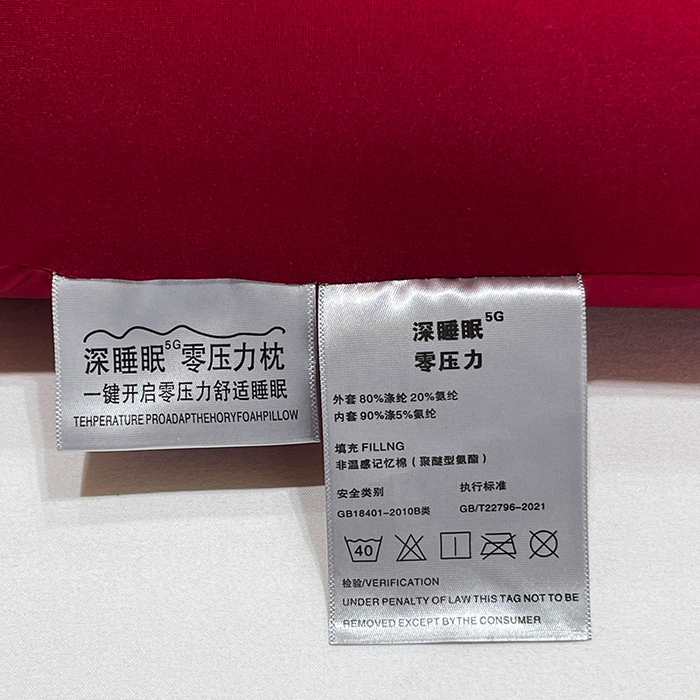 深睡眠5G零压力枕
一键开启零压力舒适睡眠
TEHPERATURE PROADAPTHEHORYFOAHPILLOW
深睡眠5G
零压力
外套 80%涤纶 20%氨纶
内套 90%涤5%氨纶
填充 FILLNG
非温感记忆棉（聚醚型氨酯）
安全类别 执行标准
GB18401-2010B类 GB/T22796-2021
40
检验/VERIFICATION
UNDER PENALTY OF LAW THIS TAG NOT TO BE
REMOVED EXCEPT BY THE CONSUMER